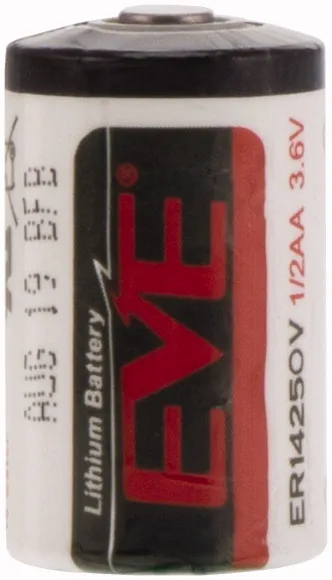 AUG 19 BFB
Lithium Battery
EVE®
ER14250V 1/2AA 3.6V